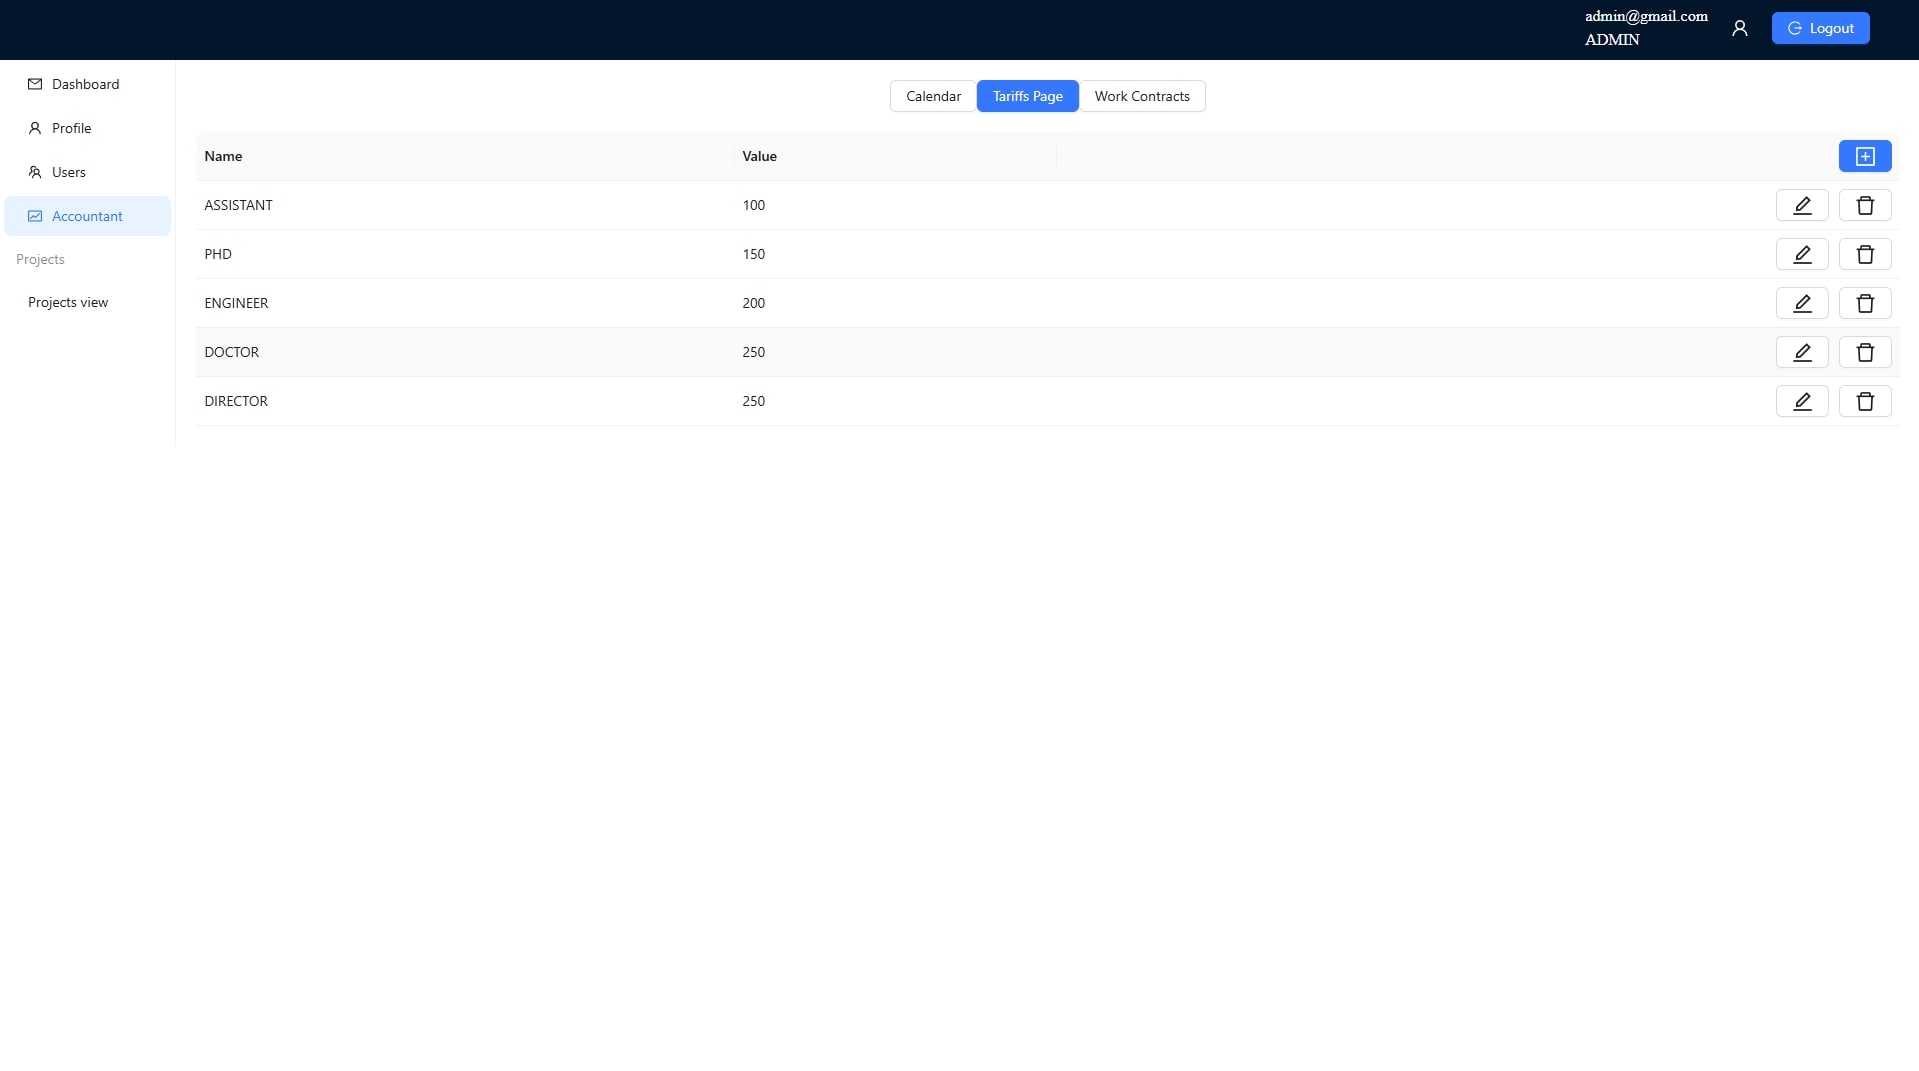 admin@gmail.com
ADMIN
Logout
Dashboard
Profile
Users
Accountant
Projects
Projects view
Calendar
Tariffs Page
Work Contracts
Name Value
ASSISTANT 100
PHD 150
ENGINEER 200
DOCTOR 250
DIRECTOR 250